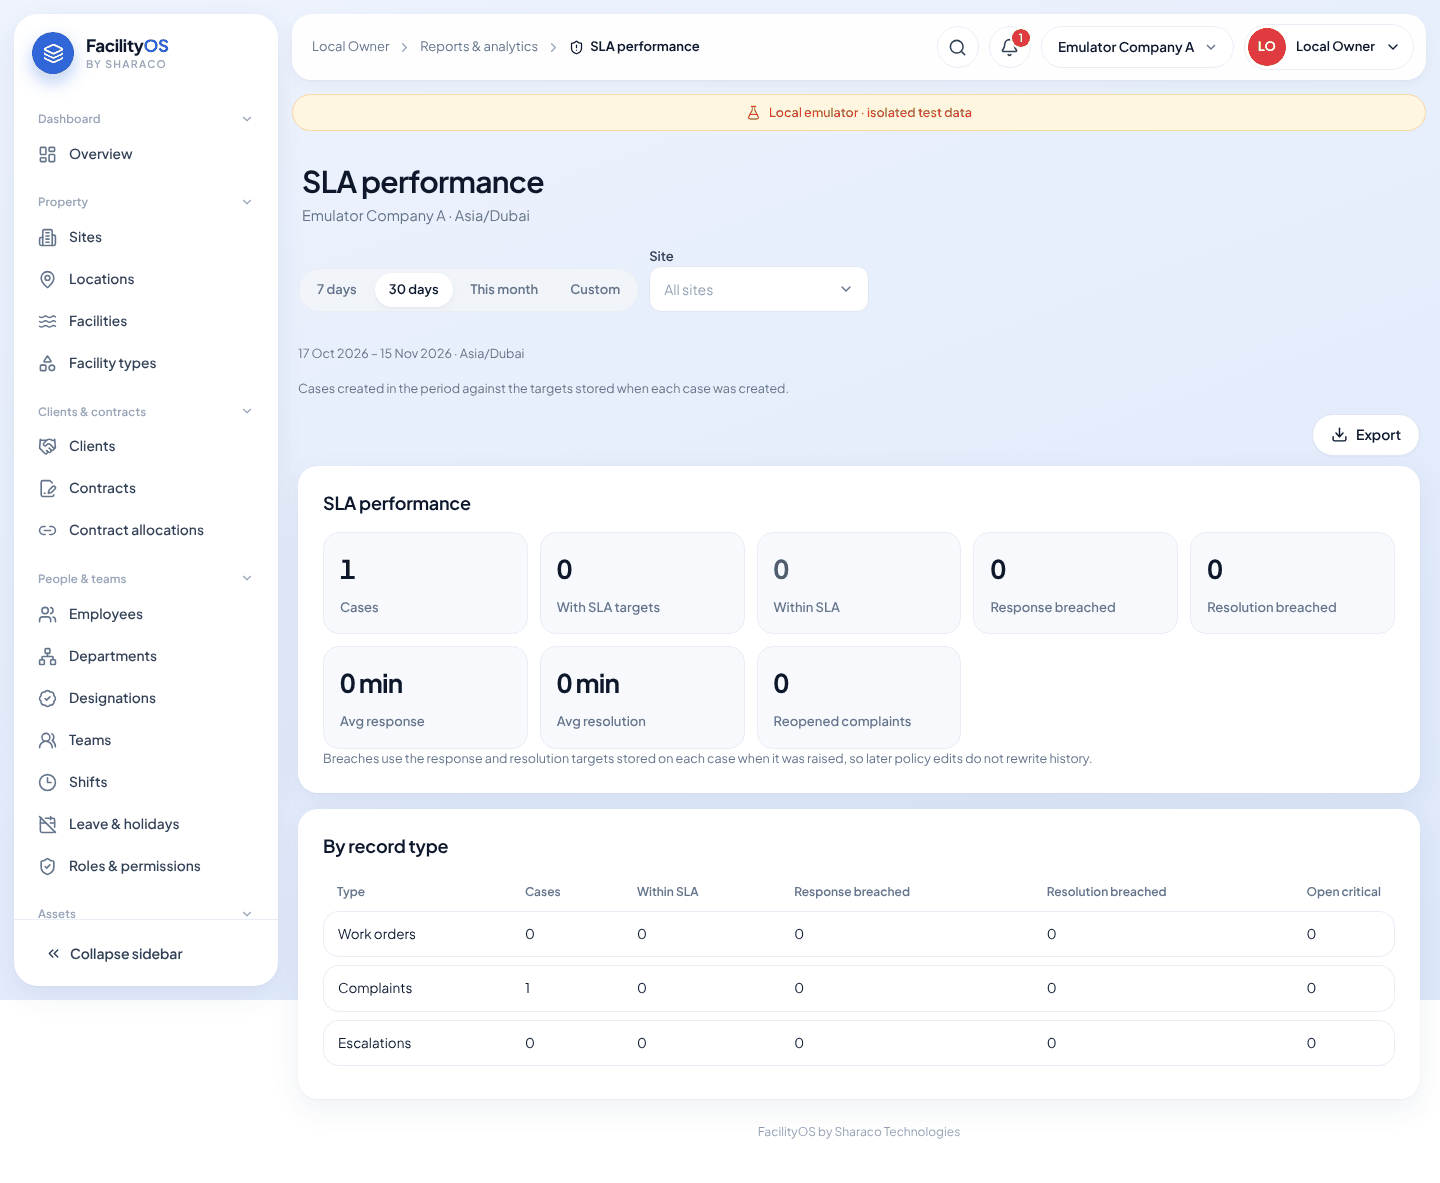 FacilityOS
BY SHARACO
Dashboard
Overview
Property
Sites
Locations
Facilities
Facility types
Clients & contracts
Clients
Contracts
Contract allocations
People & teams
Employees
Departments
Designations
Teams
Shifts
Leave & holidays
Roles & permissions
Assets
Collapse sidebar
Local Owner > Reports & analytics > SLA performance
1
Emulator Company A
LO
Local Owner
Local emulator · isolated test data
SLA performance
Emulator Company A · Asia/Dubai
7 days
30 days
This month
Custom
Site
All sites
17 Oct 2026 – 15 Nov 2026 · Asia/Dubai
Cases created in the period against the targets stored when each case was created.
Export
SLA performance
1
Cases
0
With SLA targets
0
Within SLA
0
Response breached
0
Resolution breached
0 min
Avg response
0 min
Avg resolution
0
Reopened complaints
Breaches use the response and resolution targets stored on each case when it was raised, so later policy edits do not rewrite history.
By record type
Type Cases Within SLA Response breached Resolution breached Open critical
Work orders 0 0 0 0 0
Complaints 1 0 0 0 0
Escalations 0 0 0 0 0
FacilityOS by Sharaco Technologies